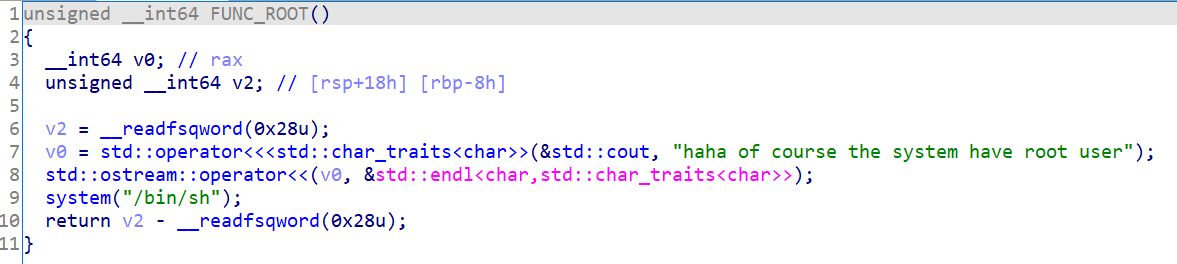 1 unsigned __int64 FUNC_ROOT()
2 {
3   __int64 v0; // rax
4   unsigned __int64 v2; // [rsp+18h] [rbp-8h]
5
6   v2 = __readfsqword(0x28u);
7   v0 = std::operator<<<std::char_traits<char>>(&std::cout, "haha of course the system have root user");
8   std::ostream::operator<<(v0, &std::endl<char,std::char_traits<char>>);
9   system("/bin/sh");
10   return v2 - __readfsqword(0x28u);
11 }